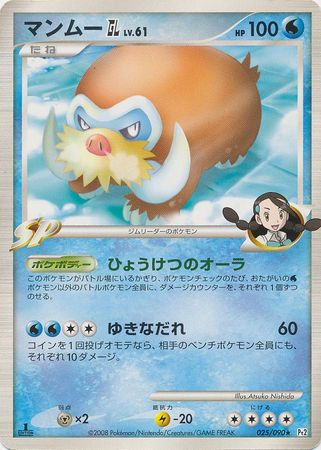 マンムーGL LV.61 HP 100
たね
ジムリーダーのポケモン
SP
ポケボディー ひょうけつのオーラ
このポケモンがバトル場にいるかぎり、ポケモンチェックのたび、おたがいの
ポケモン以外のバトルポケモン全員に、ダメージカウンターを、それぞれ1個ずつ
のせる。
ゆきなだれ 60
コインを1回投げオモテなら、相手のベンチポケモン全員にも、
それぞれ10ダメージ。
Illus.Atsuko Nishida
弱点 ×2 抵抗力 -20 にげる
1 EDITION ©2008 Pokémon/Nintendo/Creatures/GAME FREAK 025/090★ Pt2